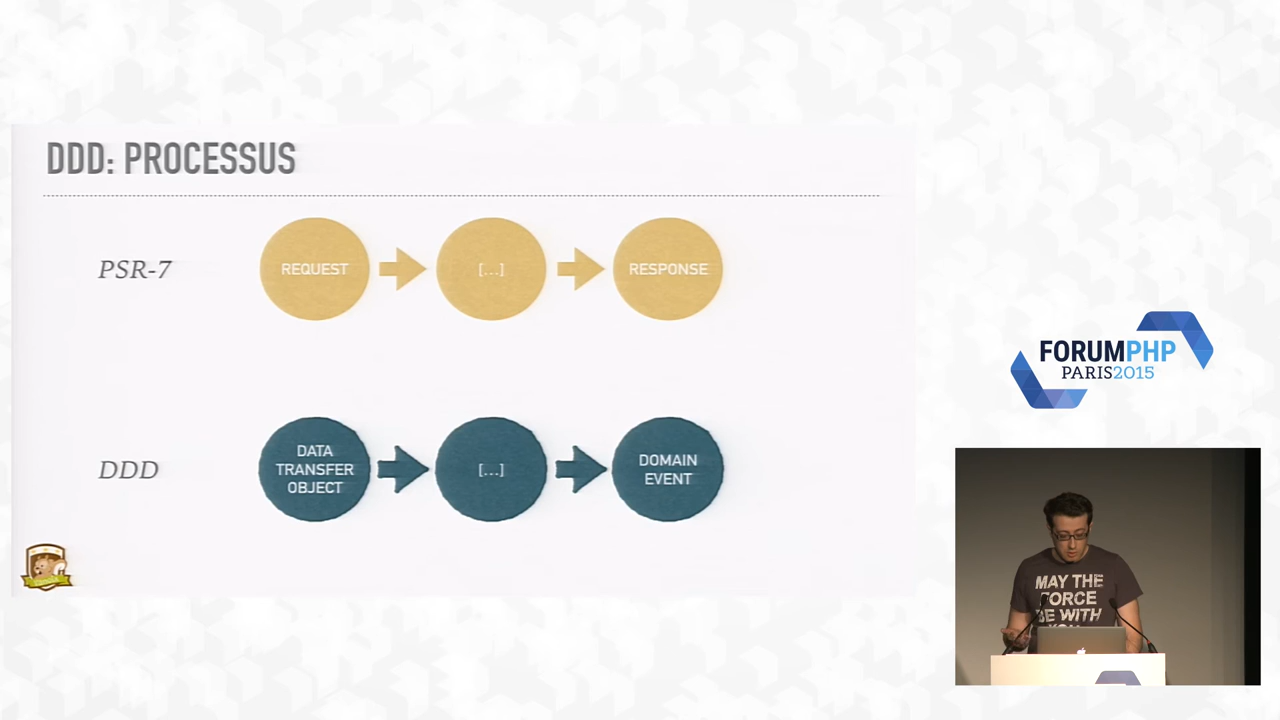 DDD: PROCESSUS
PSR-7
REQUEST
[...]
RESPONSE
DDD
DATA
TRANSFER
OBJECT
[...]
DOMAIN
EVENT
FORUMPHP
PARIS2015
MAY THE
FORCE
BE WITH